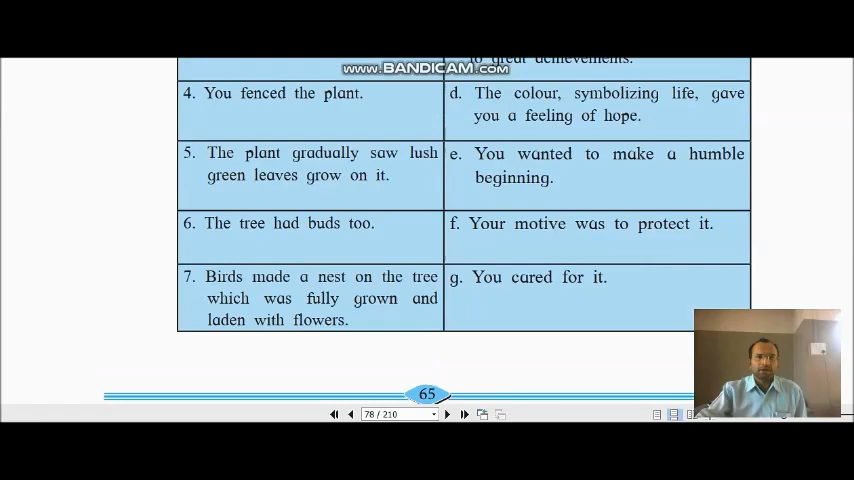 www.BANDICAM.com
to great achievements.
4. You fenced the plant.
d. The colour, symbolizing life, gave
you a feeling of hope.
5. The plant gradually saw lush
green leaves grow on it.
e. You wanted to make a humble
beginning.
6. The tree had buds too.
f. Your motive was to protect it.
7. Birds made a nest on the tree
which was fully grown and
laden with flowers.
g. You cared for it.
65
78 / 210